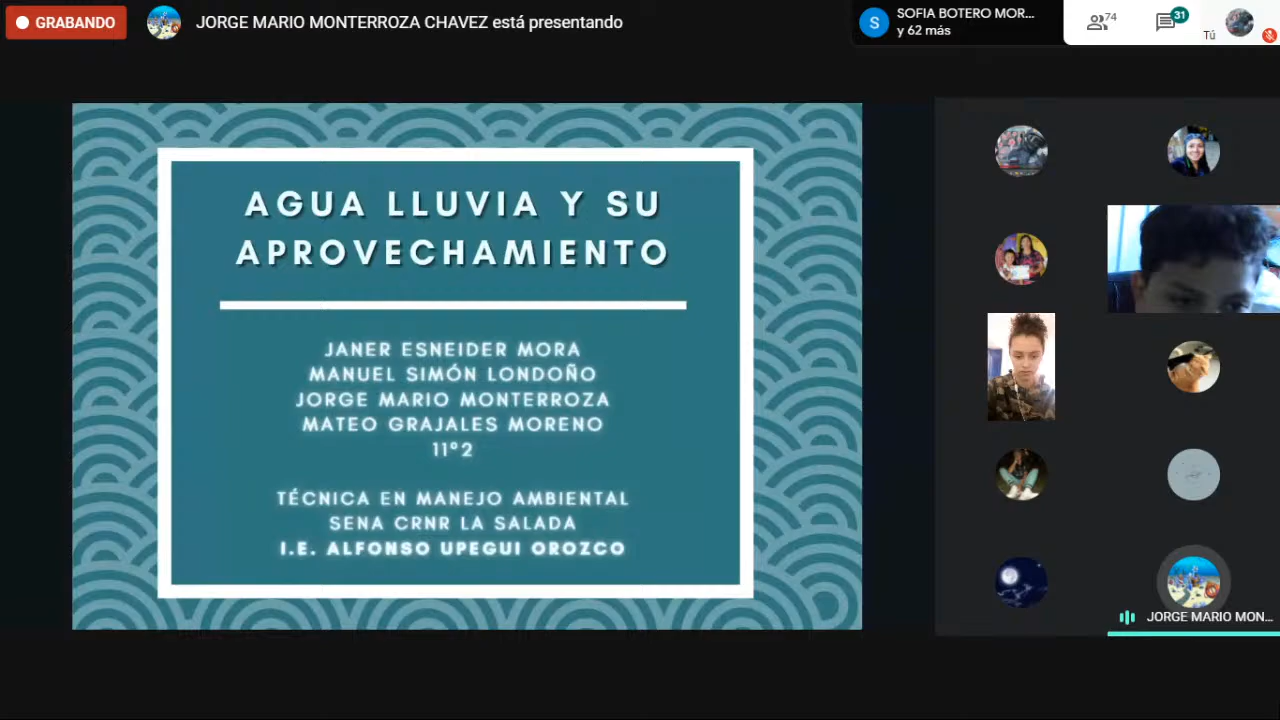 GRABANDO
JORGE MARIO MONTERROZA CHAVEZ está presentando
SOFIA BOTERO MOR...
y 62 más
S
74
31
Tú
AGUA LLUVIA Y SU
APROVECHAMIENTO
JANER ESNEIDER MORA
MANUEL SIMÓN LONDOÑO
JORGE MARIO MONTERROZA
MATEO GRAJALES MORENO
11°2
TÉCNICA EN MANEJO AMBIENTAL
SENA CRNR LA SALADA
I.E. ALFONSO UPEGUI OROZCO
JORGE MARIO MON...